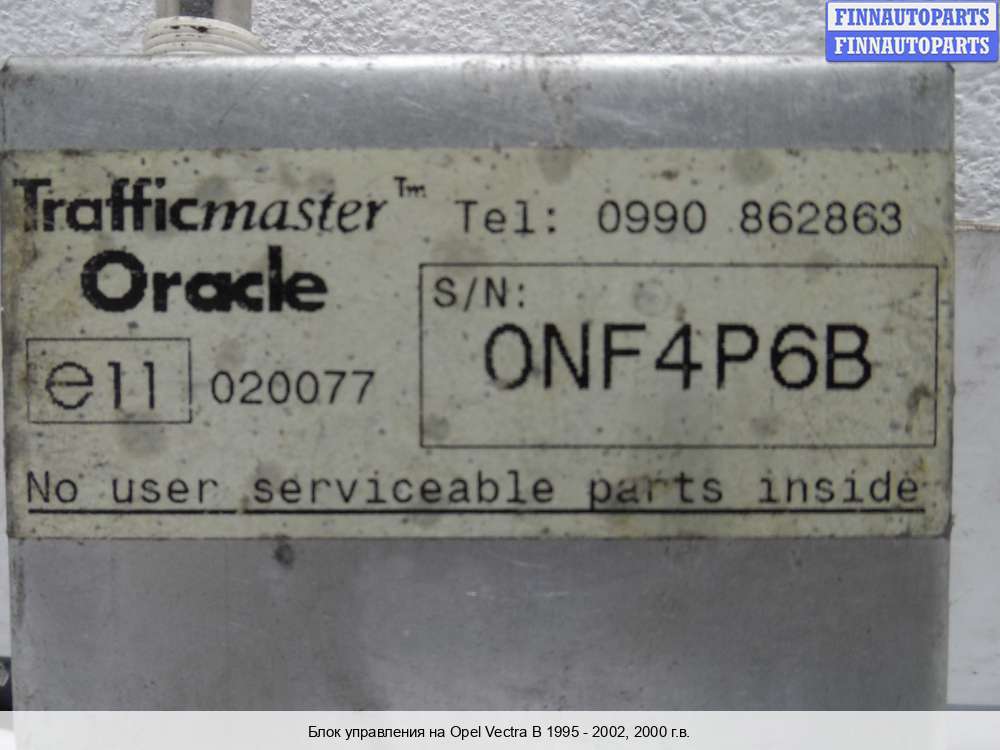 FINNAUTOPARTS
FINNAUTOPARTS
Trafficmaster™ Tel: 0990 862863
Oracle
S/N:
0NF4P6B
e11 020077
No user serviceable parts inside
Блок управления на Opel Vectra B 1995 - 2002, 2000 г.в.